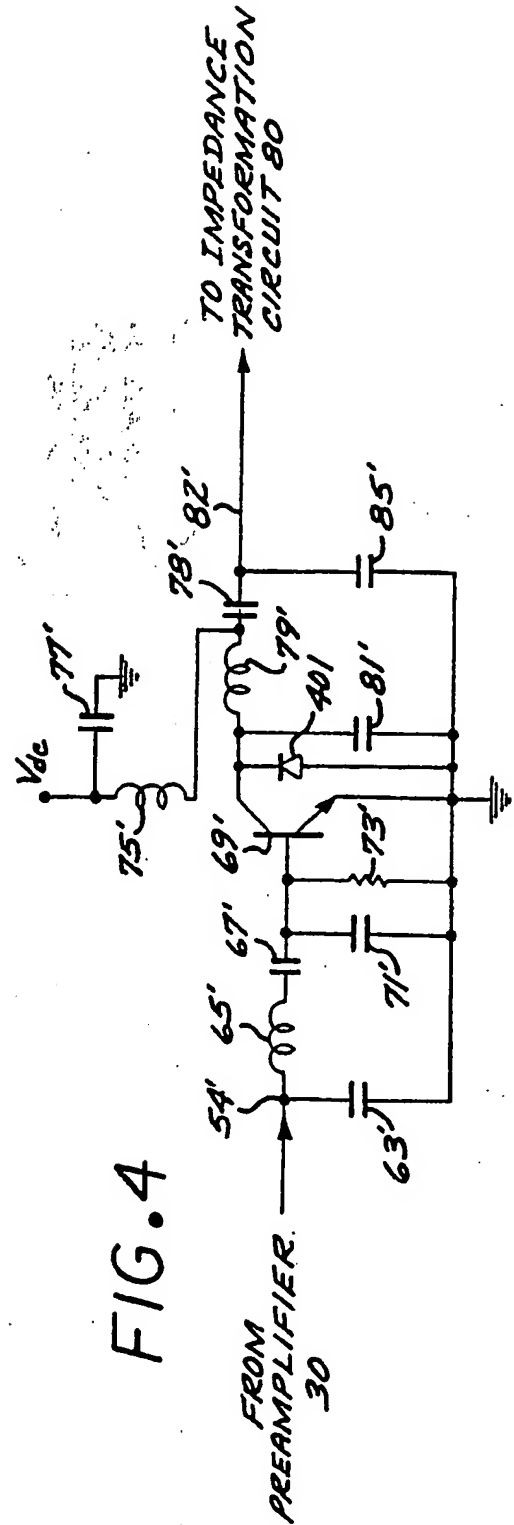 FIG. 4
FROM
PREAMPLIFIER.
30
54'
63'
65'
67'
71'
73'
69'
75'
Vdc
77'
401
81'
79'
78'
82'
85'
TO IMPEDANCE
TRANSFORMATION
CIRCUIT 80